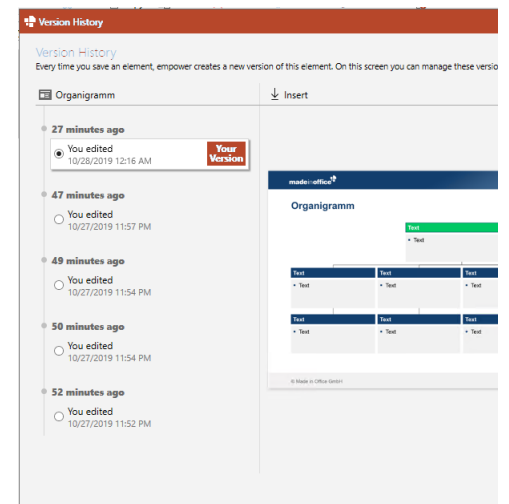 Version History
Version History
Every time you save an element, empower creates a new version of this element. On this screen you can manage these versio
Organigramm
Insert
27 minutes ago
You edited
10/28/2019 12:16 AM
Your
Version
47 minutes ago
You edited
10/27/2019 11:57 PM
49 minutes ago
You edited
10/27/2019 11:54 PM
50 minutes ago
You edited
10/27/2019 11:54 PM
52 minutes ago
You edited
10/27/2019 11:52 PM
madeinoffice
Organigramm
Text
• Text
Text Text Text
• Text • Text • Text
Text Text Text
• Text • Text • Text
© Made in Office GmbH